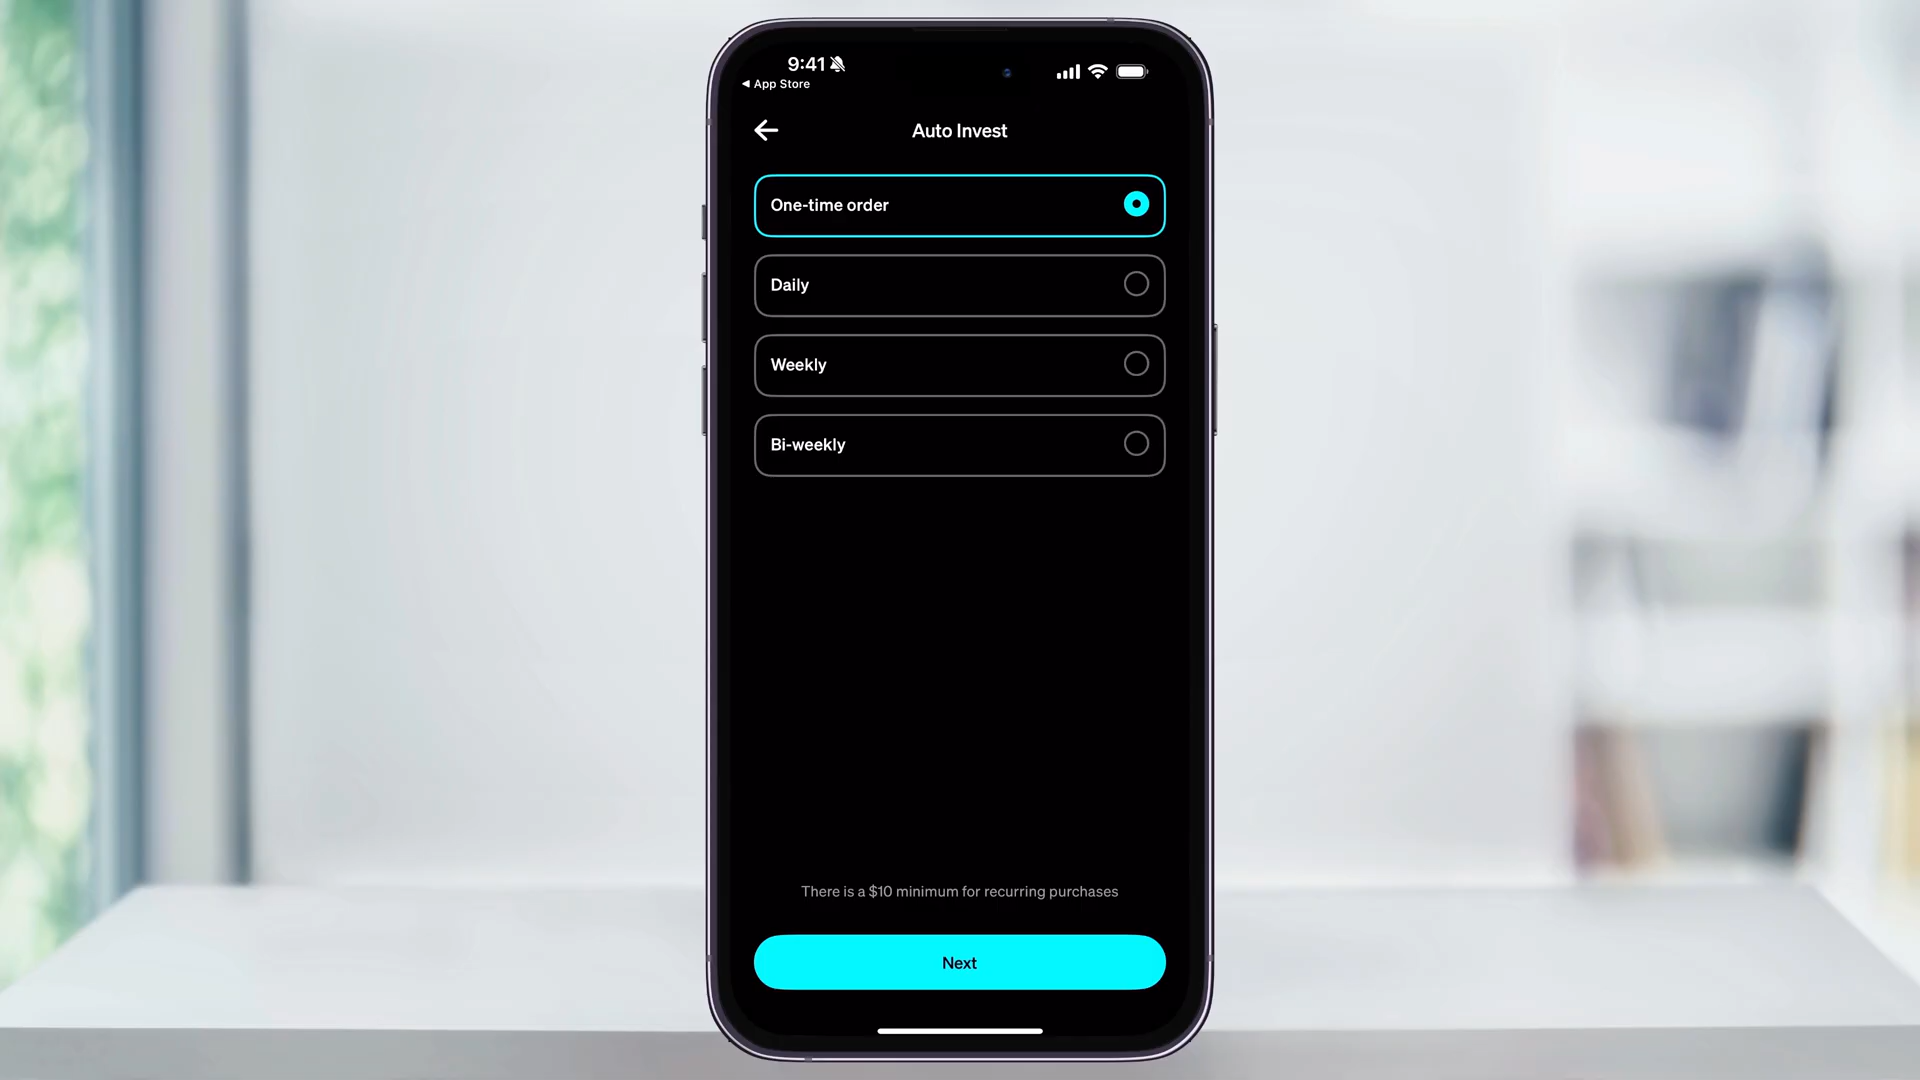 9:41
◀ App Store
Auto Invest
One-time order
Daily
Weekly
Bi-weekly
There is a $10 minimum for recurring purchases
Next